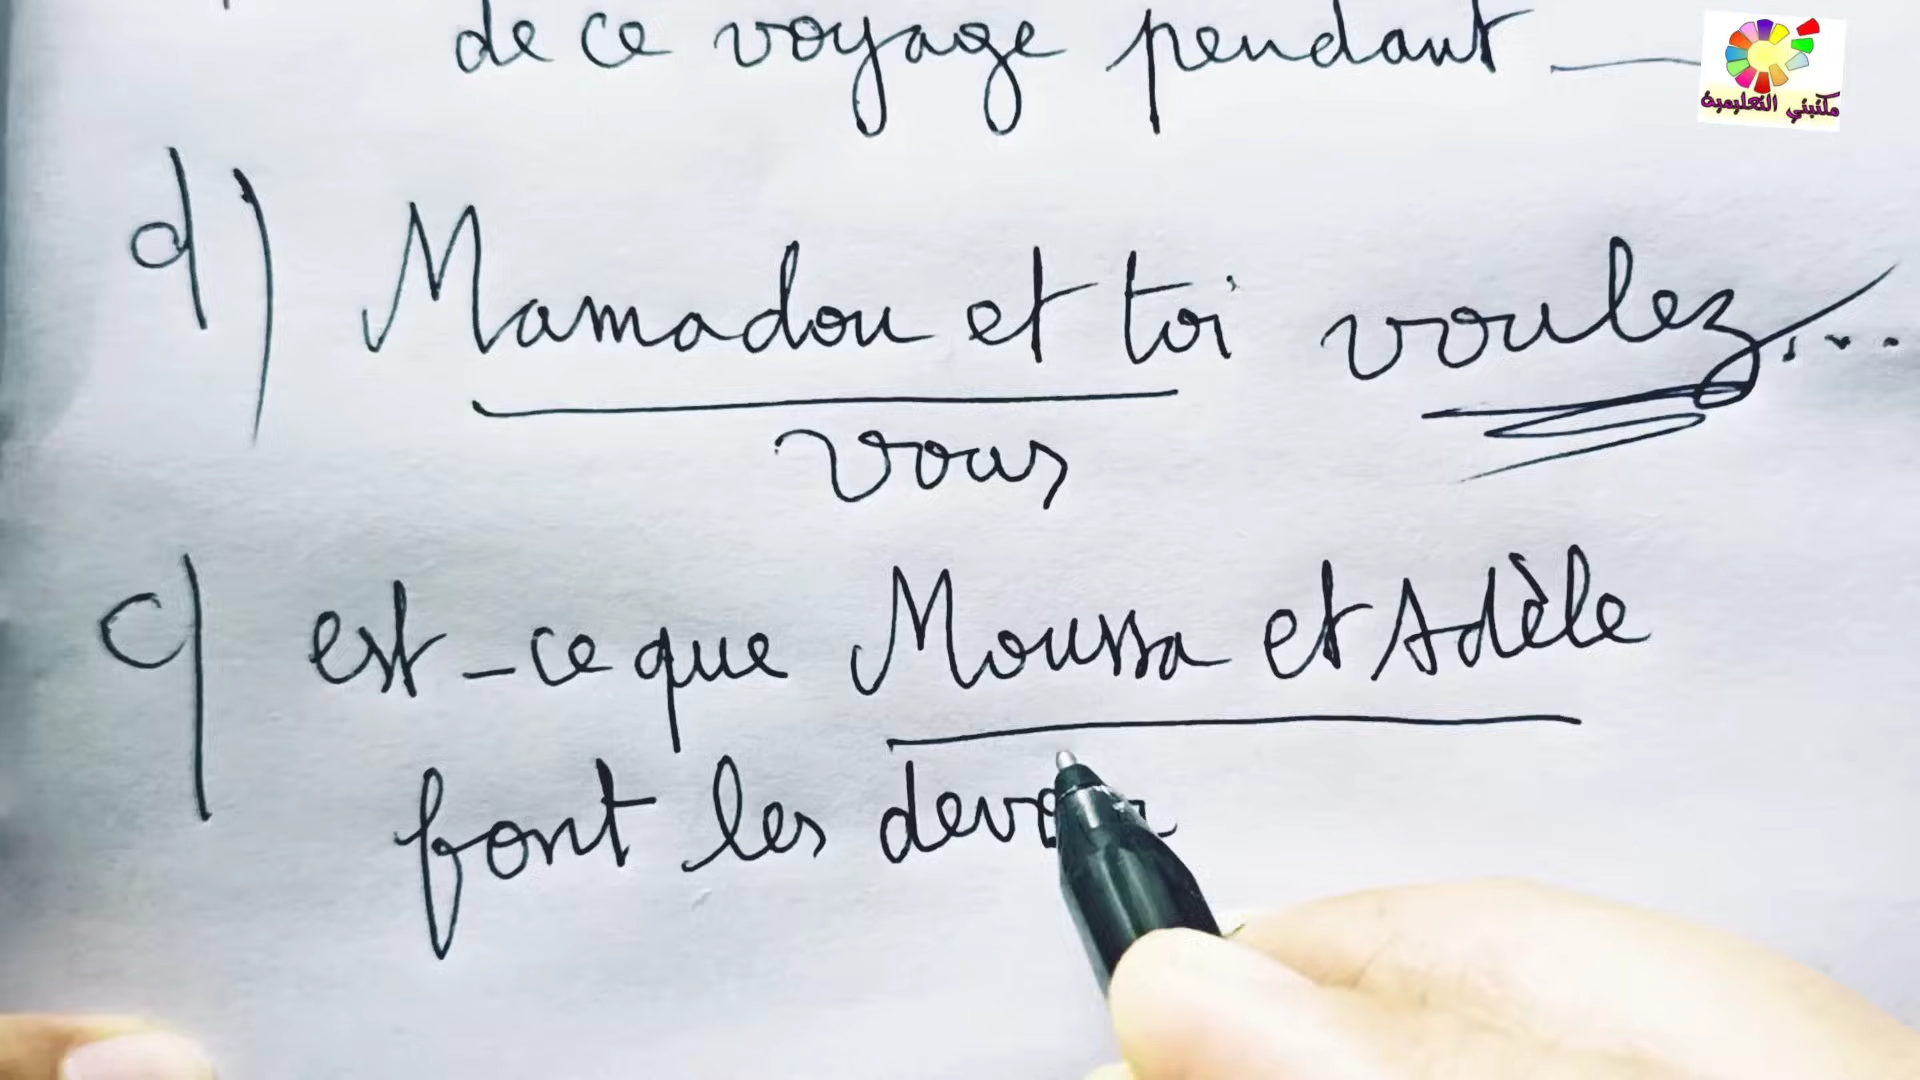 de ce voyage pendant
مكتبتي التعليمية
d) Mamadou et toi voulez...
vous
c) est-ce que Moussa et Adèle
font les